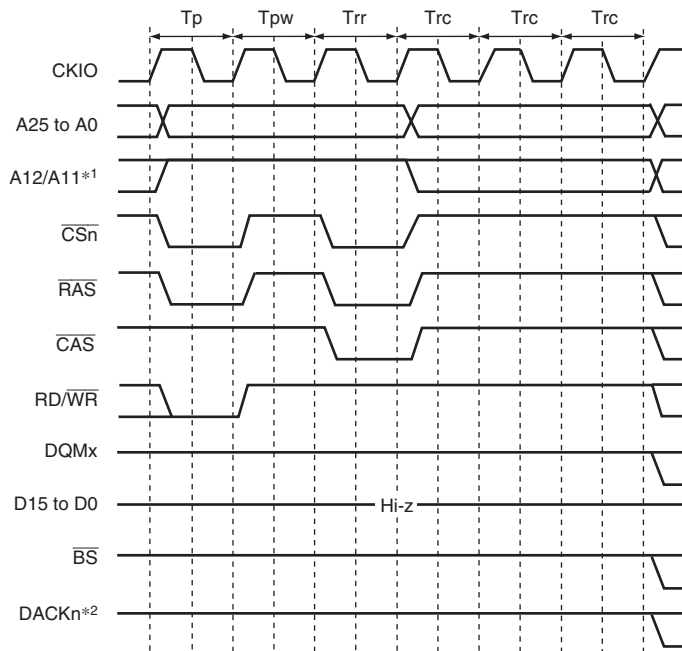 Tp Tpw Trr Trc Trc Trc
CKIO
A25 to A0
A12/A11*1
CSn
RAS
CAS
RD/WR
DQMx
D15 to D0
Hi-z
BS
DACKn*2